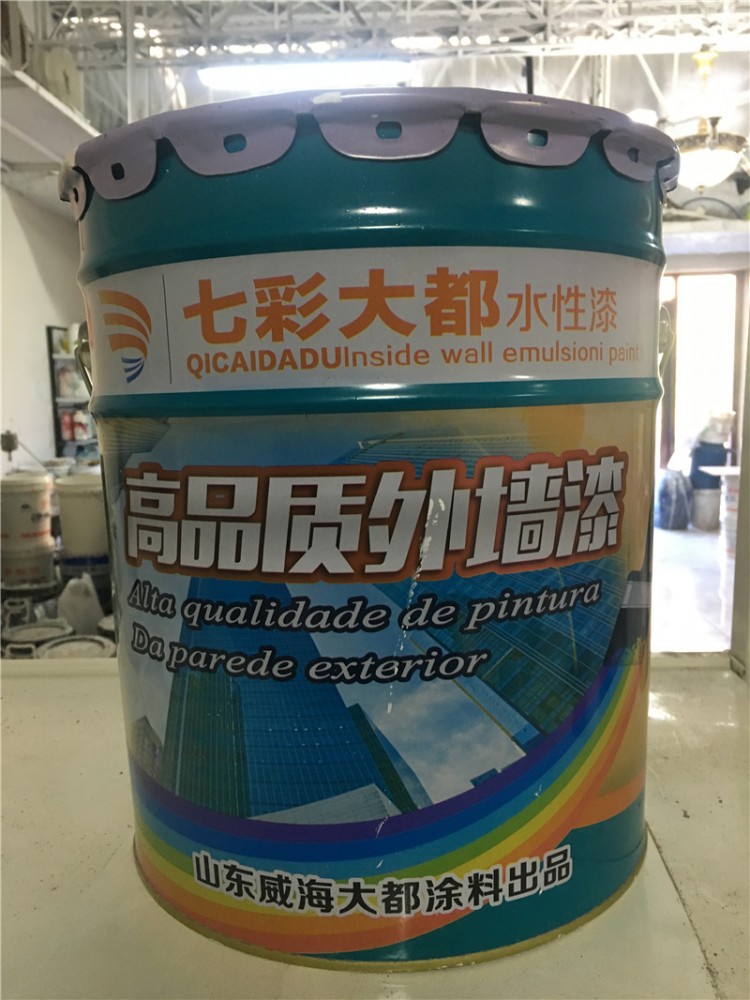 七彩大都水性漆
QICAIDADUInside wall emulsioni paint
高品质外墙漆
Alta qualidade de pintura
Da parede exterior
山东威海大都涂料出品